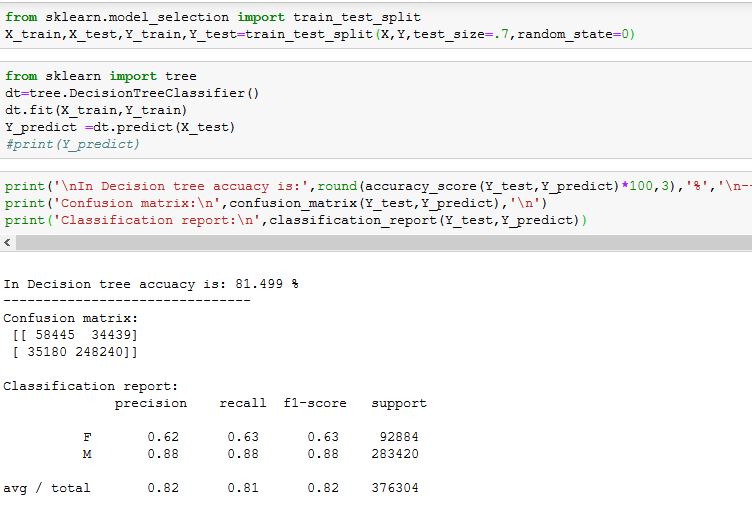 from sklearn.model_selection import train_test_split
X_train,X_test,Y_train,Y_test=train_test_split(X,Y,test_size=.7,random_state=0)
from sklearn import tree
dt=tree.DecisionTreeClassifier()
dt.fit(X_train,Y_train)
Y_predict =dt.predict(X_test)
#print(Y_predict)
print('\nIn Decision tree accuacy is:',round(accuracy_score(Y_test,Y_predict)*100,3),'%','\n--
print('Confusion matrix:\n',confusion_matrix(Y_test,Y_predict),'\n')
print('Classification report:\n',classification_report(Y_test,Y_predict))
In Decision tree accuacy is: 81.499 %
-------------------------------
Confusion matrix:
[[ 58445 34439]
[ 35180 248240]]
Classification report:
precision recall f1-score support
F 0.62 0.63 0.63 92884
M 0.88 0.88 0.88 283420
avg / total 0.82 0.81 0.82 376304